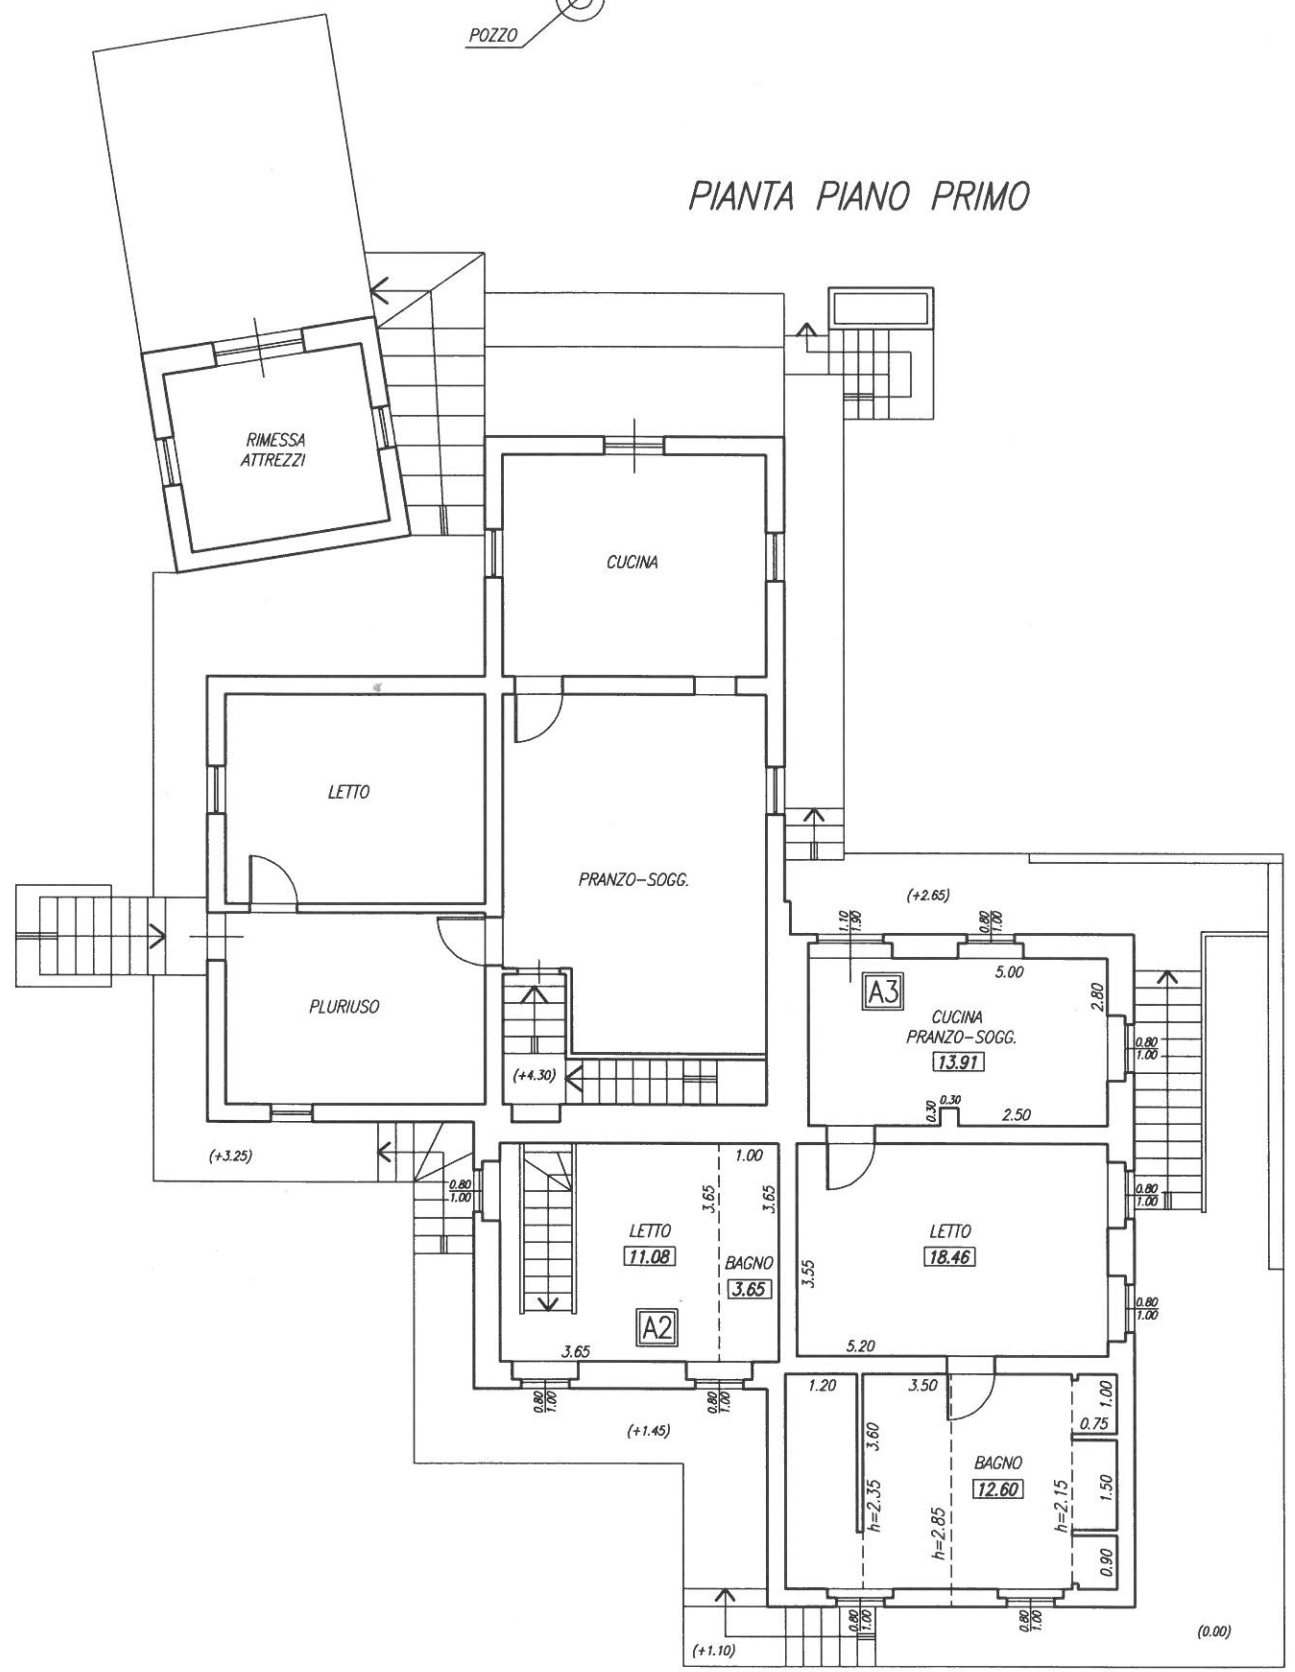 POZZO
PIANTA PIANO PRIMO
RIMESSA
ATTREZZI
CUCINA
LETTO
PRANZO-SOGG.
PLURIUSO
(+4.30)
(+3.25)
(+2.65)
1.10
1.90
0.80
1.00
5.00
A3
2.80
CUCINA
PRANZO-SOGG.
13.91
0.80
1.00
0.30
0.30
2.50
0.80
1.00
1.00
3.65
3.65
LETTO
11.08
BAGNO
3.65
A2
3.65
0.80
1.00
0.80
1.00
(+1.45)
LETTO
18.46
3.55
5.20
0.80
1.00
0.80
1.00
1.20
3.50
1.00
0.75
3.60
h=2.35
h=2.85
BAGNO
12.60
h=2.15
1.50
0.90
0.80
1.00
0.80
1.00
(+1.10)
(0.00)